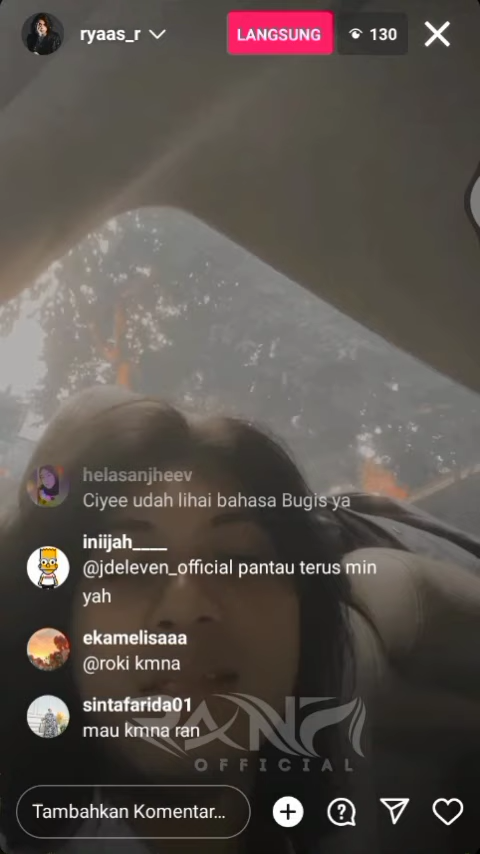 ryaas_r
LANGSUNG
130
helasanjheev
Ciyee udah lihai bahasa Bugis ya
iniijah____
@jdeleven_official pantau terus min
yah
ekamelisaaa
@roki kmna
sintafarida01
mau kmna ran
RANTI
OFFICIAL
Tambahkan Komentar...